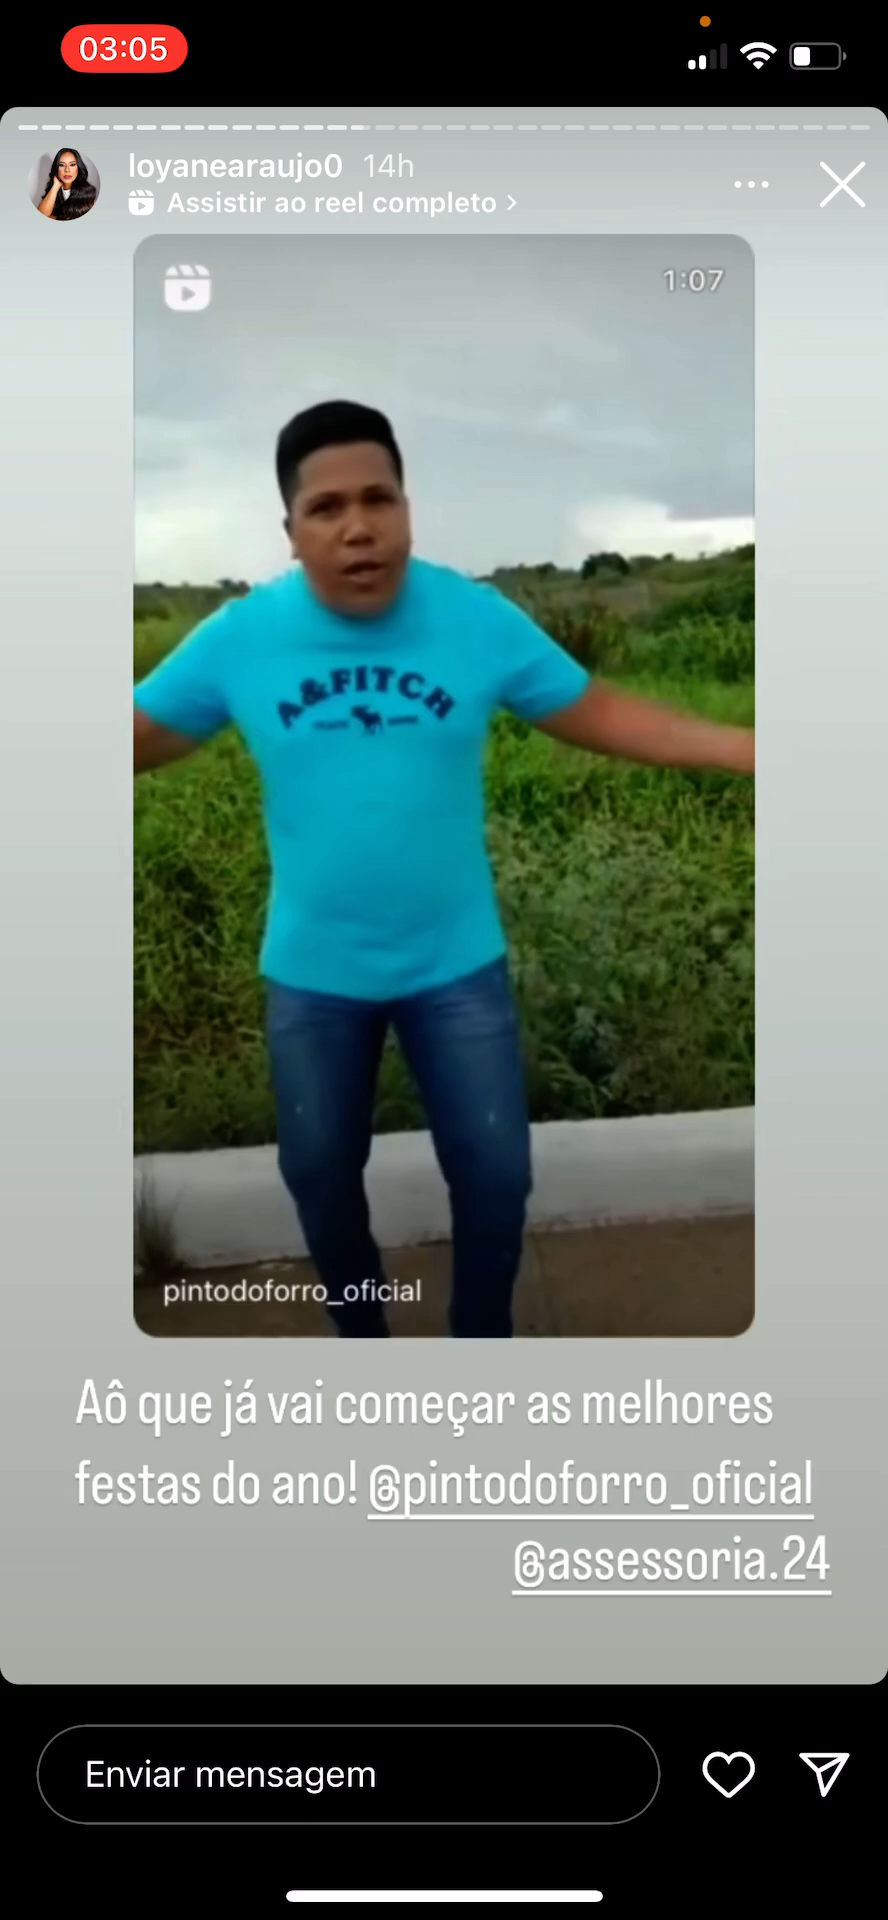 03:05
loyanearaujo0 14h
Assistir ao reel completo
1:07
A&FITCH
pintodoforro_oficial
Aô que já vai começar as melhores
festas do ano! @pintodoforro_oficial
@assessoria.24
Enviar mensagem